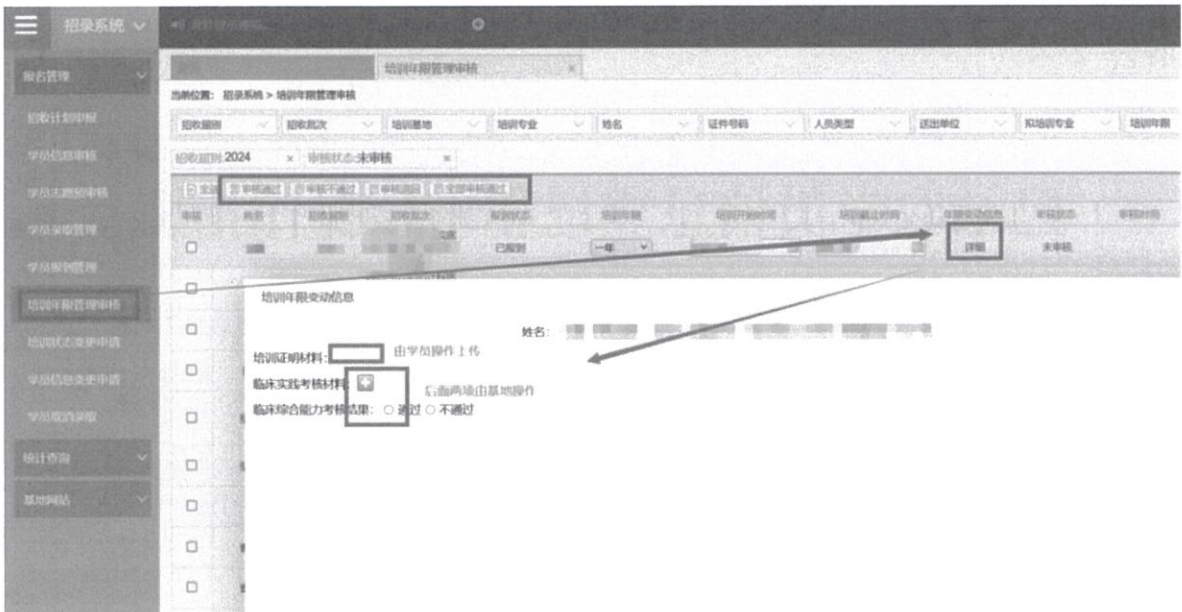 招录系统
报名管理
招收计划申报
学员信息审核
学员志愿预审核
学员录取管理
学员报到管理
培训年限管理审核
培训状态变更申请
学员信息变更申请
学员取消录取
统计查询
基地网站
培训年限管理审核 ×
当前位置: 招录系统 > 培训年限管理审核
招收届别 招收批次 培训基地 培训专业 姓名 证件号码 人员类型 送出单位 拟培训专业 培训年限
招收届别:2024 × 审核状态:未审核 ×
全选 审核通过 审核不通过 审核退回 全部审核通过
审核 姓名 招收届别 招收批次 报到状态 培训年限 培训开始时间 培训截止时间 年限变动信息 审核状态 审核时间
已报到 一年 详细 未审核
培训年限变动信息
姓名:
培训证明材料: 由学员操作上传
临床实践考核材料: 后面两项由基地操作
临床综合能力考核结果: 通过 不通过